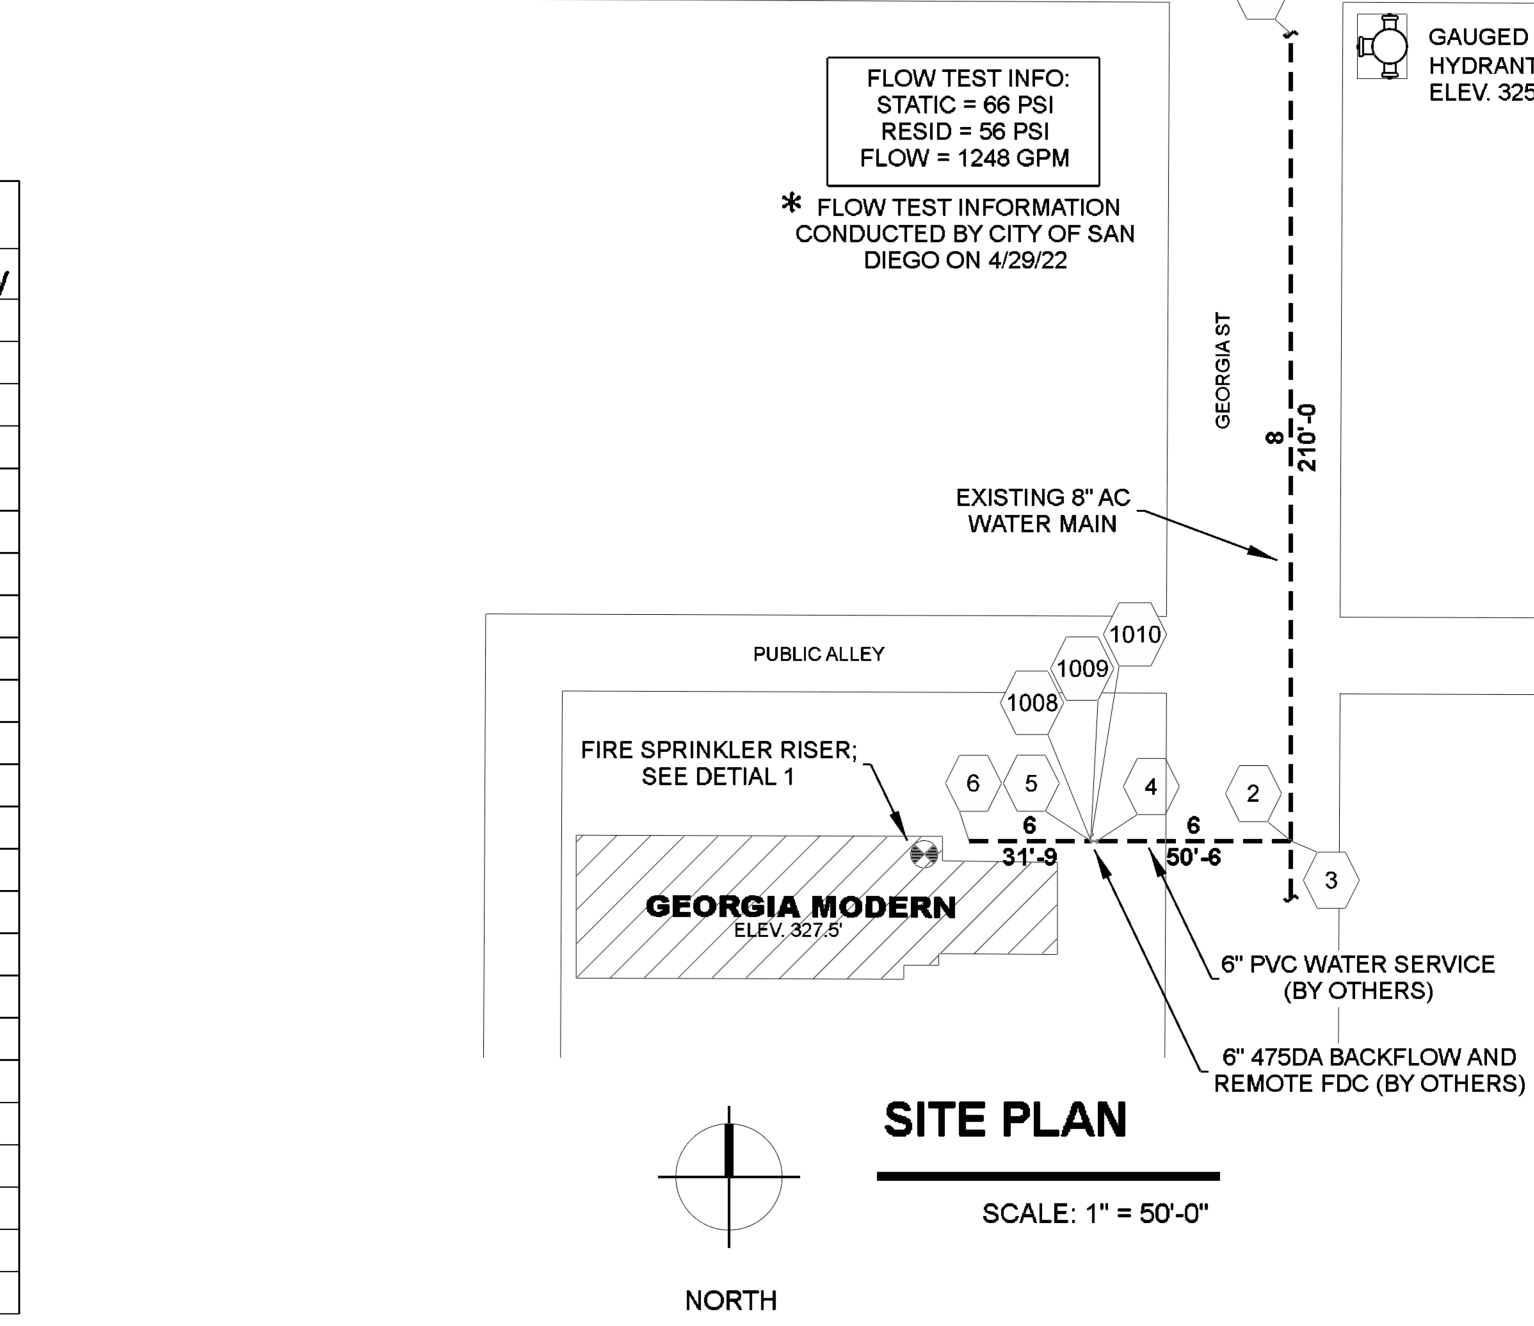 FLOW TEST INFO:
STATIC = 66 PSI
RESID = 56 PSI
FLOW = 1248 GPM
* FLOW TEST INFORMATION
CONDUCTED BY CITY OF SAN
DIEGO ON 4/29/22
GAUGED
HYDRANT
ELEV. 325
GEORGIA ST
8
210'-0
EXISTING 8" AC
WATER MAIN
PUBLIC ALLEY
1010
1009
1008
FIRE SPRINKLER RISER;
SEE DETIAL 1
6
5
4
2
6
31'-9
6
50'-6
3
GEORGIA MODERN
ELEV. 327.5'
6" PVC WATER SERVICE
(BY OTHERS)
6" 475DA BACKFLOW AND
REMOTE FDC (BY OTHERS)
SITE PLAN
SCALE: 1" = 50'-0"
NORTH